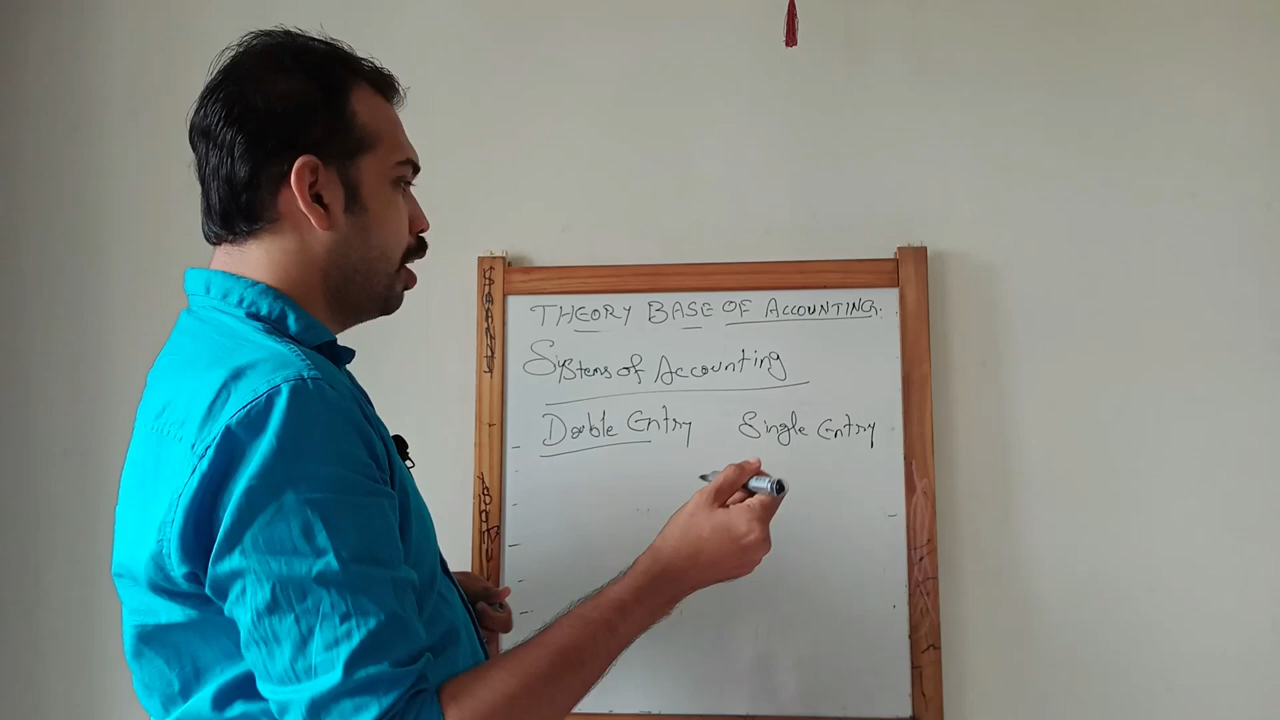 THEORY BASE OF ACCOUNTING.
Systems of Accounting
Double Entry Single Entry